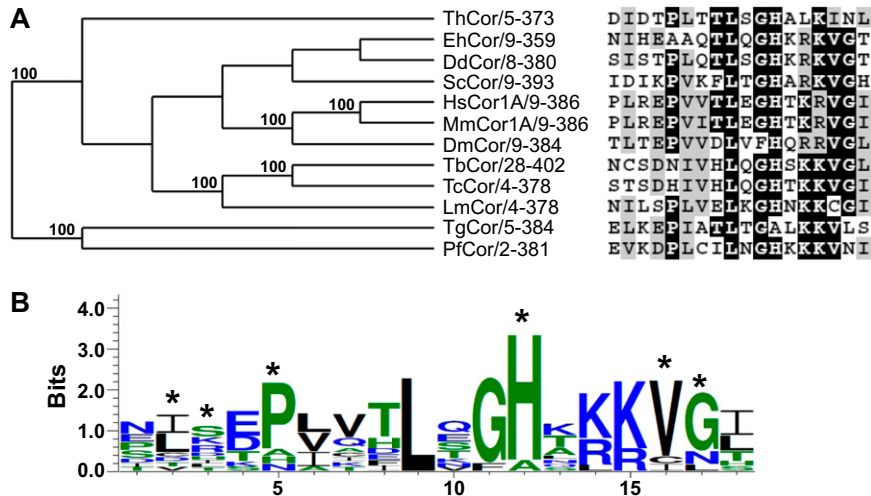 A
100
ThCor/5-373 DIDTPLTTLSGHALKINL
EhCor/9-359 NIHEAAQTLQGHKRKVGT
DdCor/8-380 SISTPLQTLSGHKRKVGT
ScCor/9-393 IDIKPVKFLTGHARKVGH
100
HsCor1A/9-386 PLREPVVTLEGHTKRVGI
100
MmCor1A/9-386 PLREPVITLEGHTKRVGI
DmCor/9-384 TLTEPVVDLVFHQRRVGL
100
TbCor/28-402 NCSDNIVHLQGHSKKVGL
100
TcCor/4-378 STSDHIVHLQGHTKKVGI
LmCor/4-378 NILSPLVELKGHNKKCGI
100
TgCor/5-384 ELKEPIATLTGALKKVLS
PfCor/2-381 EVKDPLCILNGHKKKVNI
B
Bits
4.0
3.0
2.0
1.0
0.0
* * * * * *
N I S E P L V T L Q G H K K K V G I
5 10 15